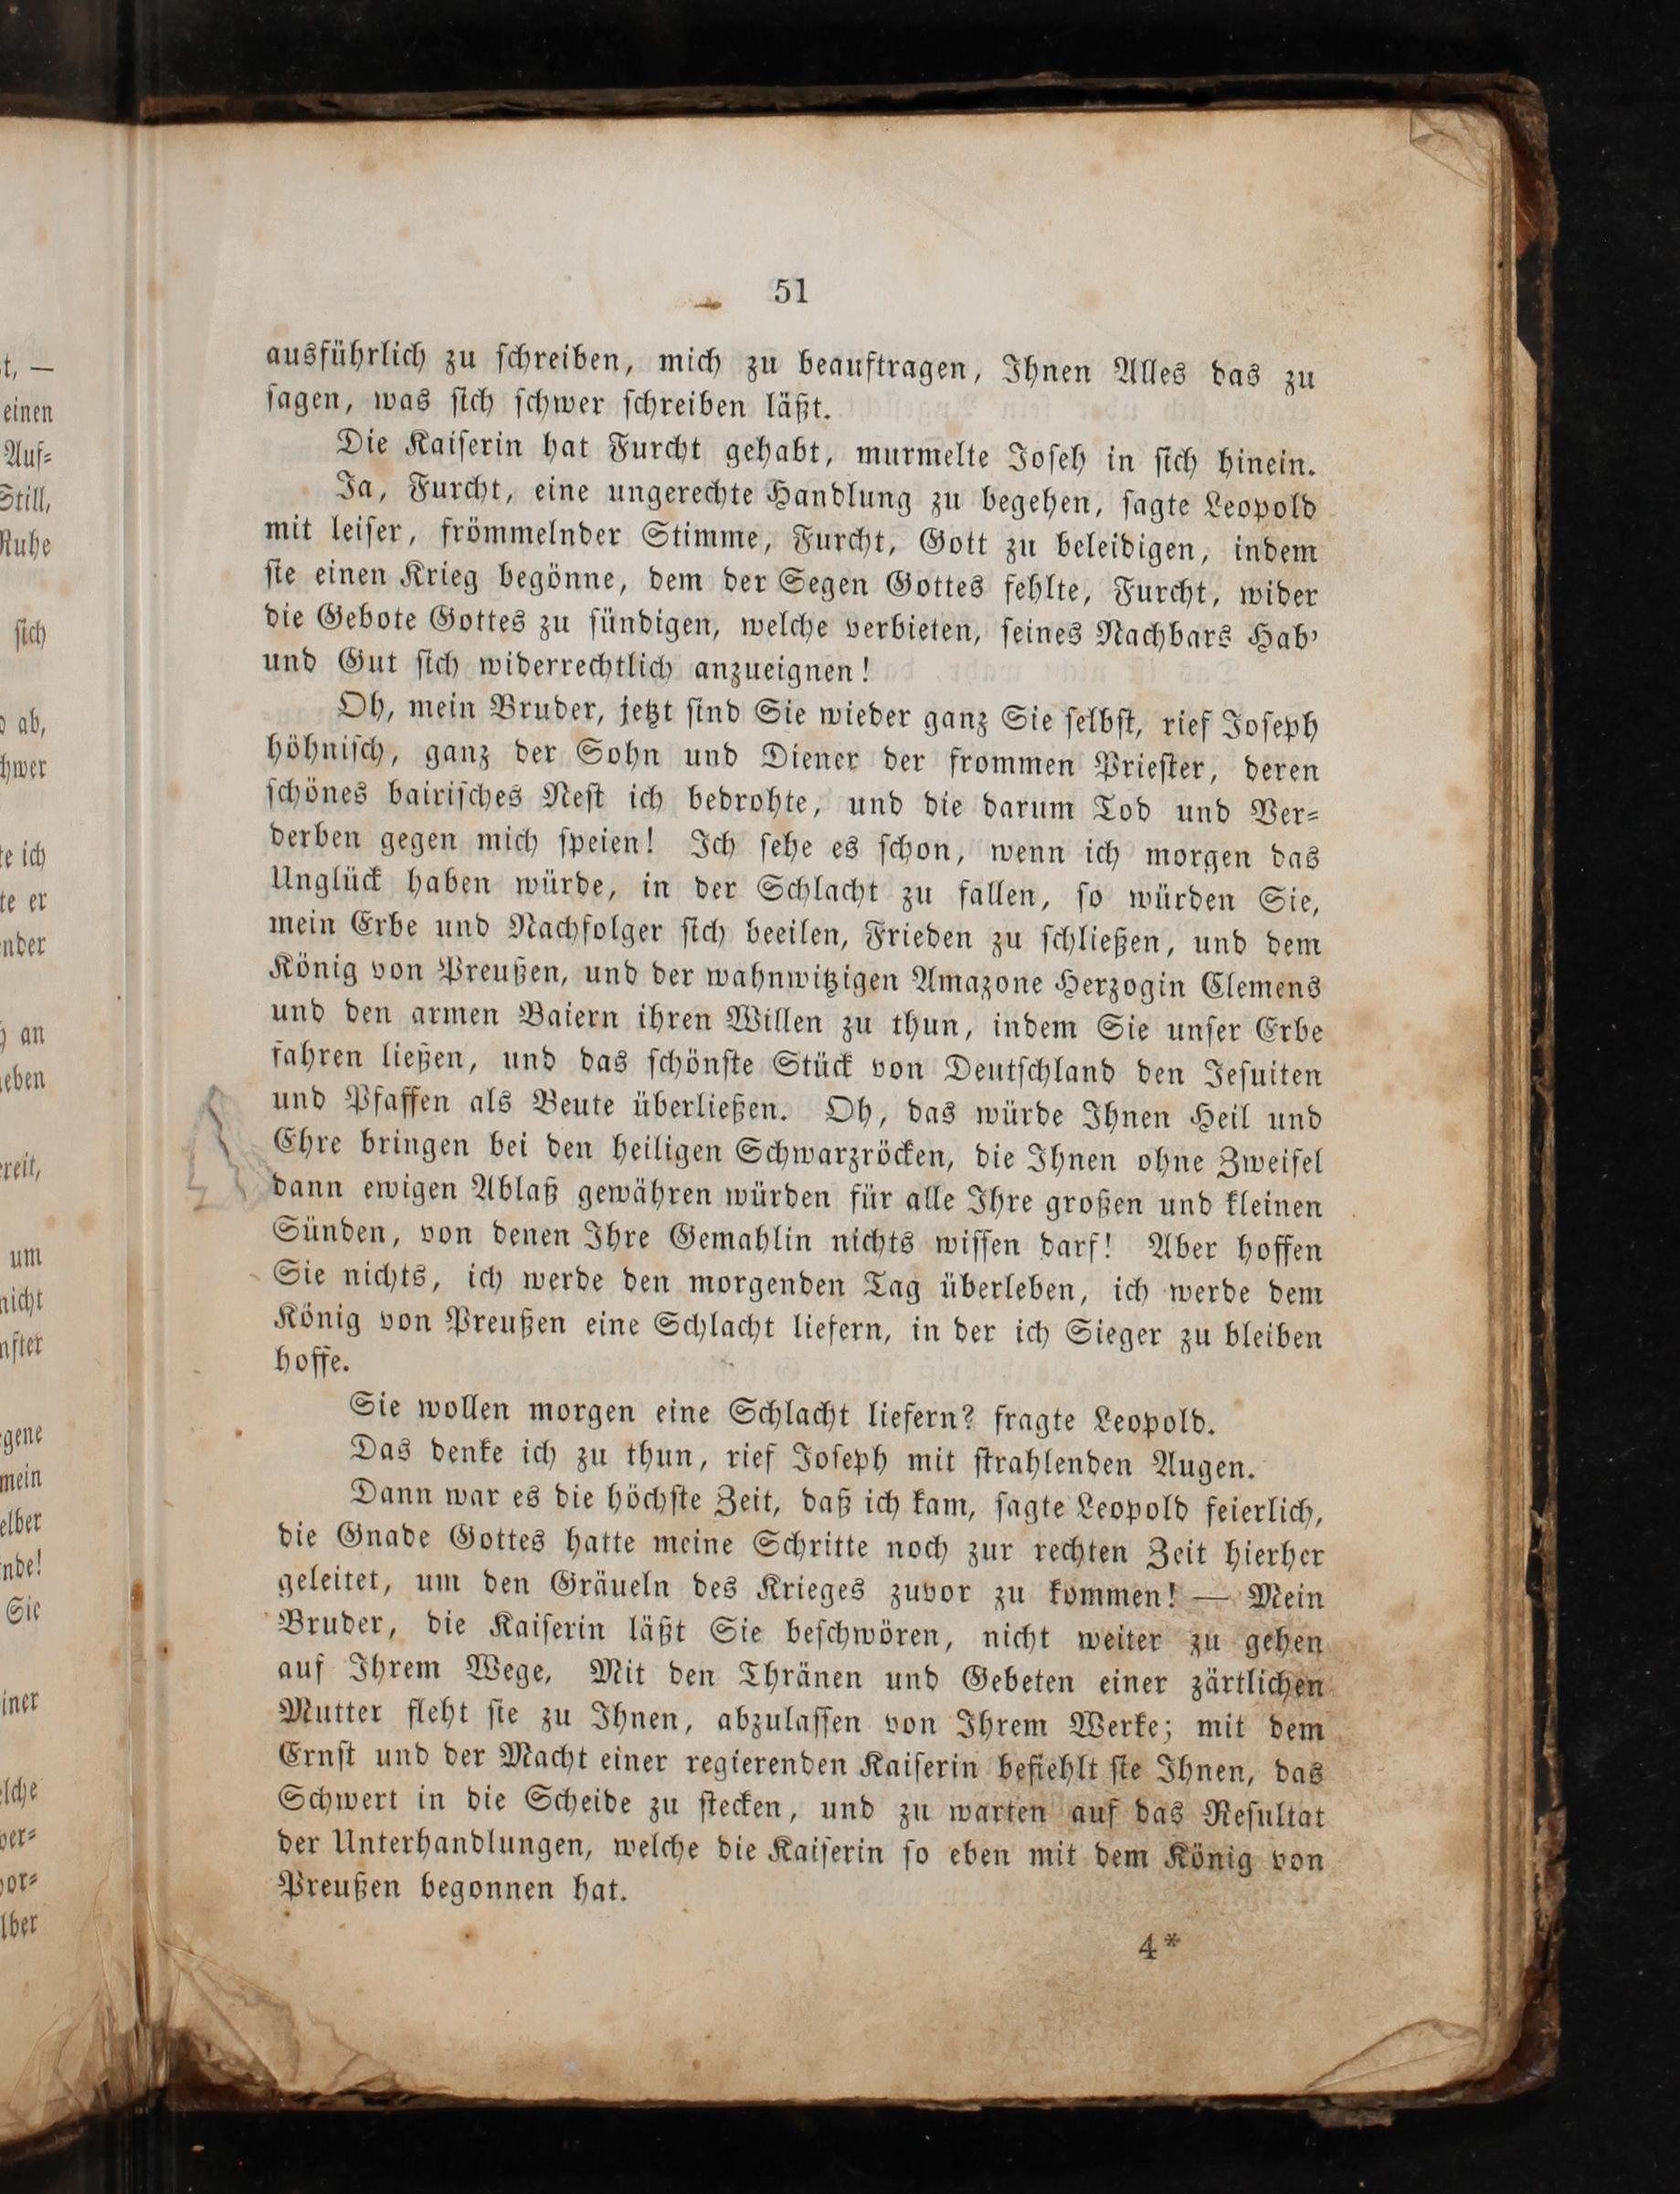 51
ausführlich zu schreiben, mich zu beauftragen, Ihnen Alles das zu
sagen, was sich schwer schreiben läßt.
Die Kaiserin hat Furcht gehabt, murmelte Joseh in sich hinein.
Ja, Furcht, eine ungerechte Handlung zu begehen, sagte Leopold
mit leiser, frömmelnder Stimme, Furcht, Gott zu beleidigen, indem
sie einen Krieg begönne, dem der Segen Gottes fehlte, Furcht, wider
die Gebote Gottes zu sündigen, welche verbieten, seines Nachbars Hab'
und Gut sich widerrechtlich anzueignen!
Oh, mein Bruder, jetzt sind Sie wieder ganz Sie selbst, rief Joseph
höhnisch, ganz der Sohn und Diener der frommen Priester, deren
schönes bairisches Nest ich bedrohte, und die darum Tod und Ver=
derben gegen mich speien! Ich sehe es schon, wenn ich morgen das
Unglück haben würde, in der Schlacht zu fallen, so würden Sie,
mein Erbe und Nachfolger sich beeilen, Frieden zu schließen, und dem
König von Preußen, und der wahnwitzigen Amazone Herzogin Clemens
und den armen Baiern ihren Willen zu thun, indem Sie unser Erbe
fahren ließen, und das schönste Stück von Deutschland den Jesuiten
und Pfaffen als Beute überließen. Oh, das würde Ihnen Heil und
Ehre bringen bei den heiligen Schwarzröcken, die Ihnen ohne Zweifel
dann ewigen Ablaß gewähren würden für alle Ihre großen und kleinen
Sünden, von denen Ihre Gemahlin nichts wissen darf! Aber hoffen
Sie nichts, ich werde den morgenden Tag überleben, ich werde dem
König von Preußen eine Schlacht liefern, in der ich Sieger zu bleiben
hoffe.
Sie wollen morgen eine Schlacht liefern? fragte Leopold.
Das denke ich zu thun, rief Joseph mit strahlenden Augen.
Dann war es die höchste Zeit, daß ich kam, sagte Leopold feierlich,
die Gnade Gottes hatte meine Schritte noch zur rechten Zeit hierher
geleitet, um den Gräueln des Krieges zuvor zu kommen! — Mein
Bruder, die Kaiserin läßt Sie beschwören, nicht weiter zu gehen
auf Ihrem Wege, Mit den Thränen und Gebeten einer zärtlichen
Mutter fleht sie zu Ihnen, abzulassen von Ihrem Werke; mit dem
Ernst und der Macht einer regierenden Kaiserin befiehlt sie Ihnen, das
Schwert in die Scheide zu stecken, und zu warten auf das Resultat
der Unterhandlungen, welche die Kaiserin so eben mit dem König von
Preußen begonnen hat.
4*